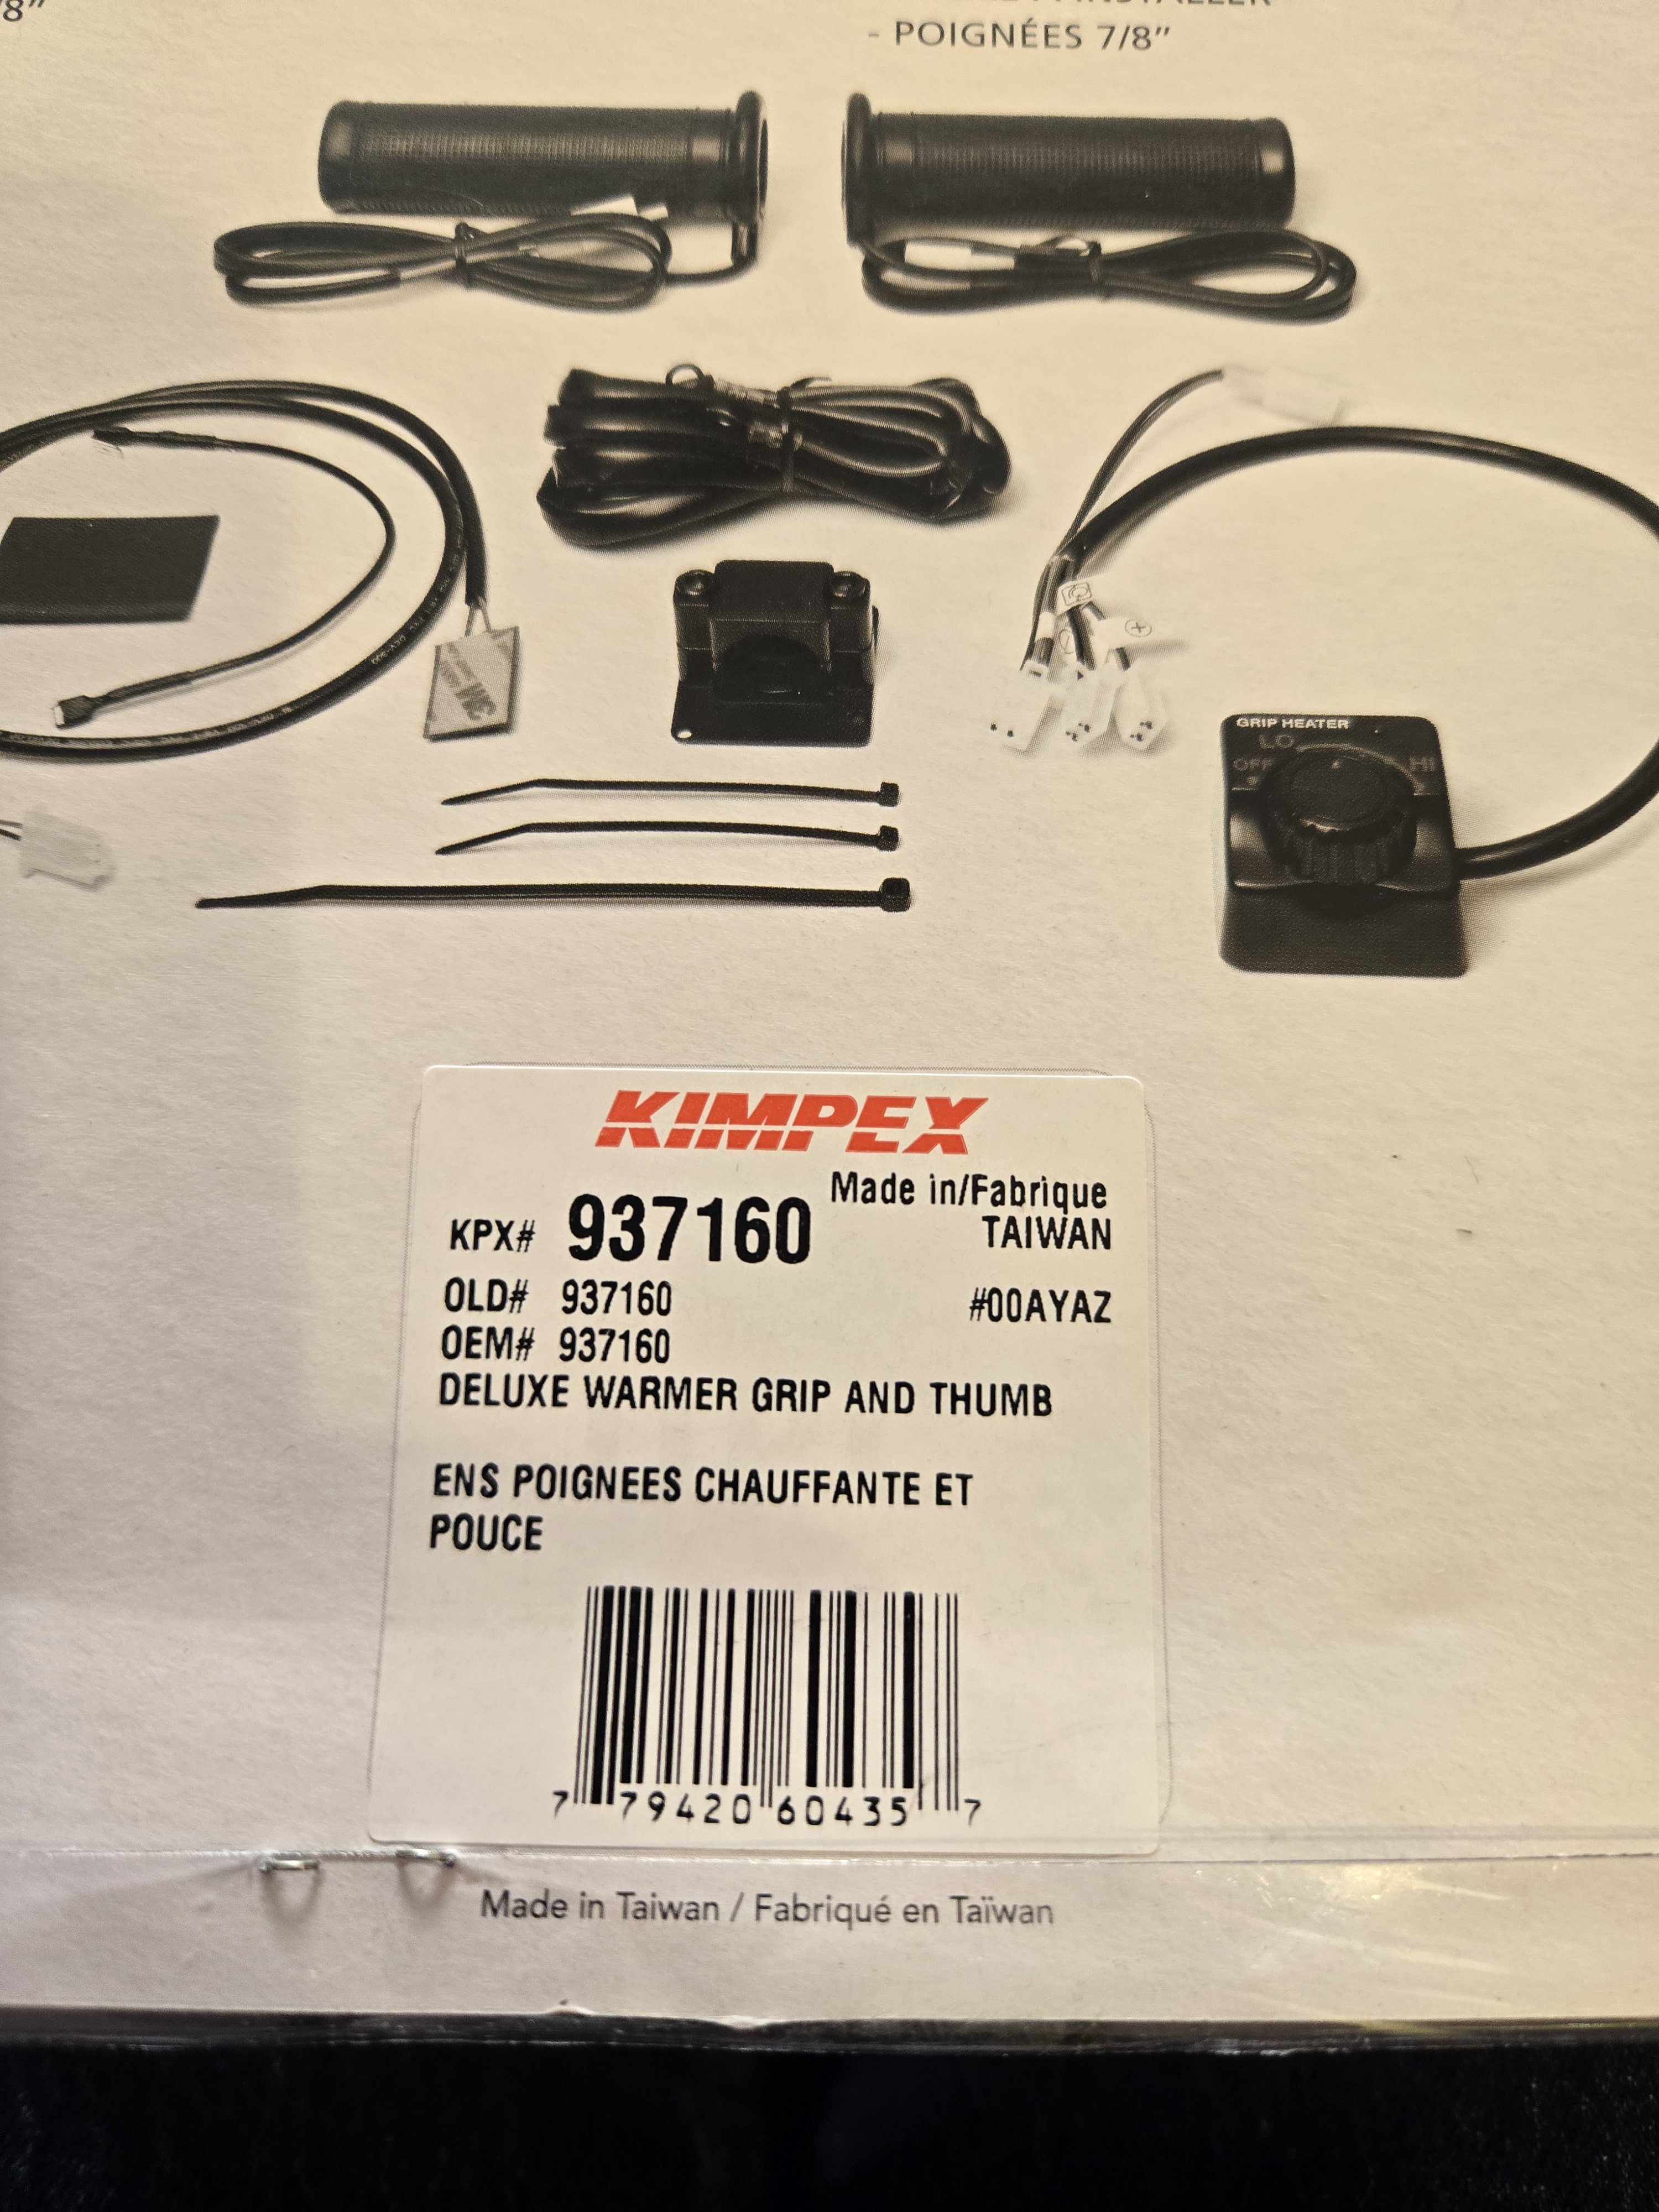 /8"
- POIGNÉES 7/8"
3M
GRIP HEATER
LO
OFF
HI
KIMPEX
Made in/Fabrique
KPX# 937160 TAIWAN
OLD# 937160 #00AYAZ
OEM# 937160
DELUXE WARMER GRIP AND THUMB
ENS POIGNEES CHAUFFANTE ET
POUCE
7 79420 60435 7
Made in Taiwan / Fabriqué en Taïwan